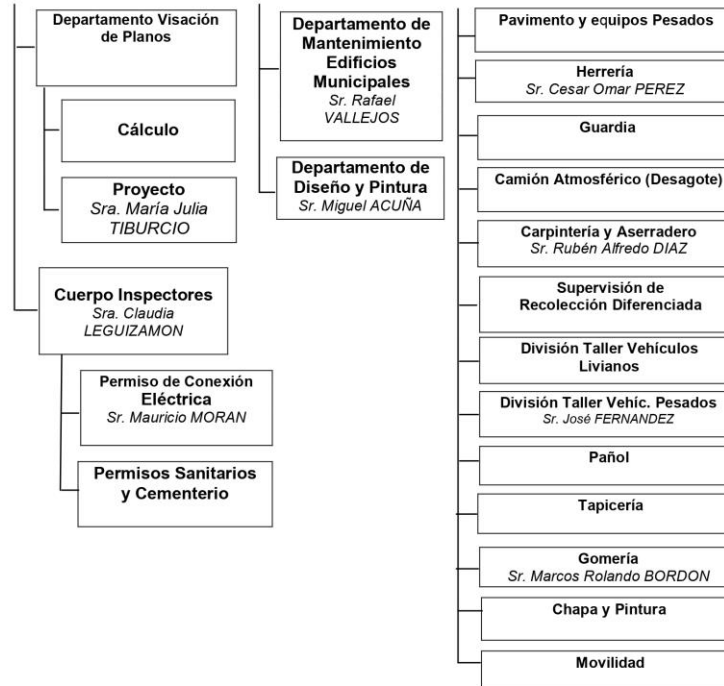 Departamento Visación
de Planos
Cálculo
Proyecto
Sra. María Julia
TIBURCIO
Cuerpo Inspectores
Sra. Claudia
LEGUIZAMON
Permiso de Conexión
Eléctrica
Sr. Mauricio MORAN
Permisos Sanitarios
y Cementerio
Departamento de
Mantenimiento
Edificios
Municipales
Sr. Rafael
VALLEJOS
Departamento de
Diseño y Pintura
Sr. Miguel ACUÑA
Pavimento y equipos Pesados
Herrería
Sr. Cesar Omar PEREZ
Guardia
Camión Atmosférico (Desagote)
Carpintería y Aserradero
Sr. Rubén Alfredo DIAZ
Supervisión de
Recolección Diferenciada
División Taller Vehículos
Livianos
División Taller Vehíc. Pesados
Sr. José FERNANDEZ
Pañol
Tapicería
Gomería
Sr. Marcos Rolando BORDON
Chapa y Pintura
Movilidad